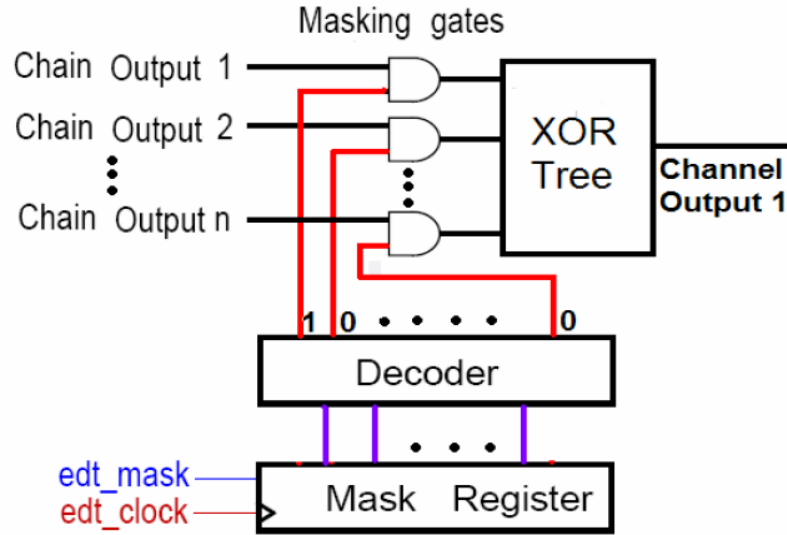 Masking gates
Chain Output 1
Chain Output 2
Chain Output n
XOR
Tree
Channel
Output 1
1 0 0
Decoder
edt_mask
edt_clock
Mask Register